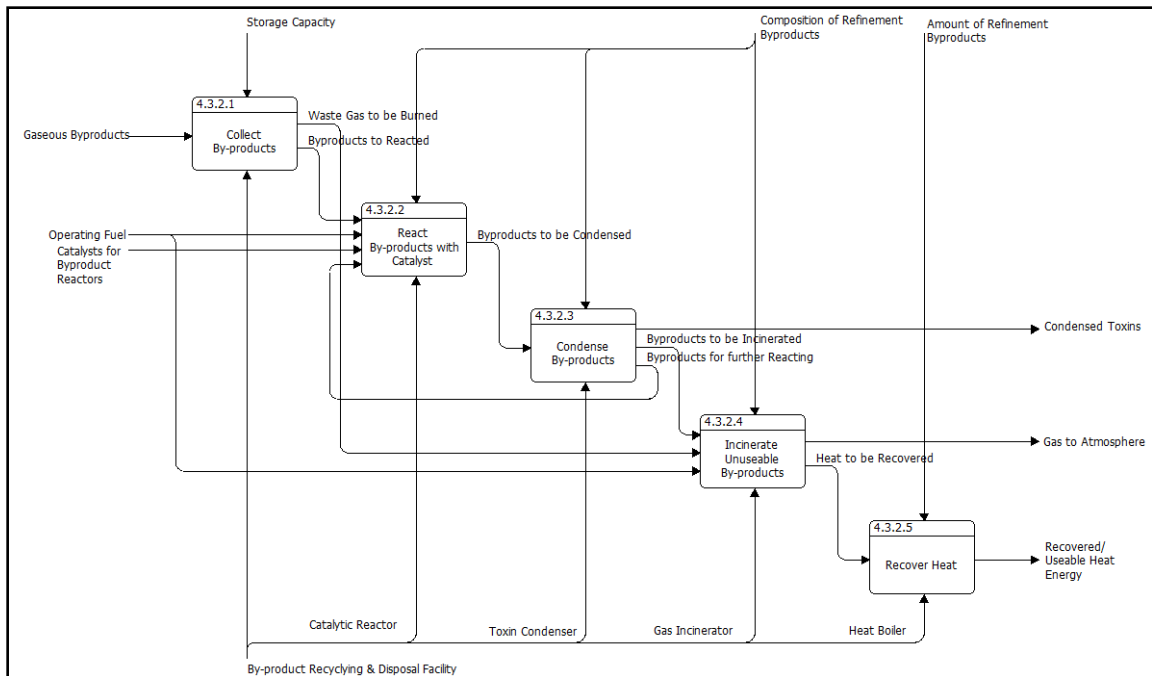 Storage Capacity
Composition of Refinement
Byproducts
Amount of Refinement
Byproducts
4.3.2.1
Collect
By-products
Gaseous Byproducts
Waste Gas to be Burned
Byproducts to Reacted
4.3.2.2
React
By-products with
Catalyst
Operating Fuel
Catalysts for
Byproduct
Reactors
Byproducts to be Condensed
4.3.2.3
Condense
By-products
Byproducts to be Incinerated
Byproducts for further Reacting
Condensed Toxins
4.3.2.4
Incinerate
Unuseable
By-products
Gas to Atmosphere
Heat to be Recovered
4.3.2.5
Recover Heat
Recovered/
Useable Heat
Energy
Catalytic Reactor
Toxin Condenser
Gas Incinerator
Heat Boiler
By-product Recyclying & Disposal Facility